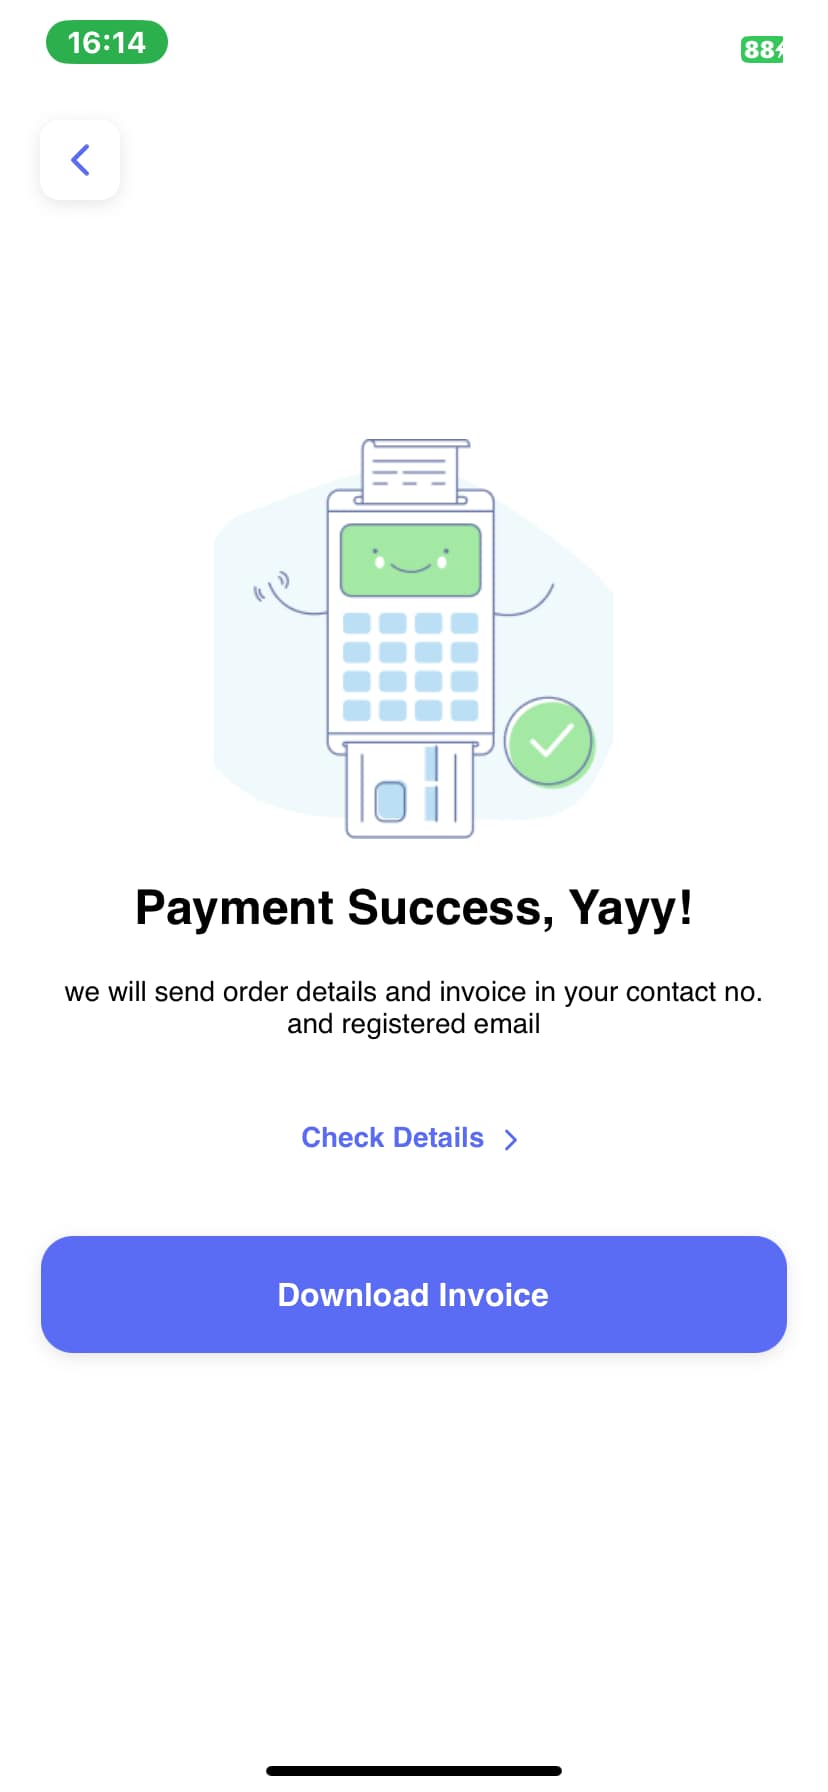 16:14
88
Payment Success, Yayy!
we will send order details and invoice in your contact no.
and registered email
Check Details
Download Invoice